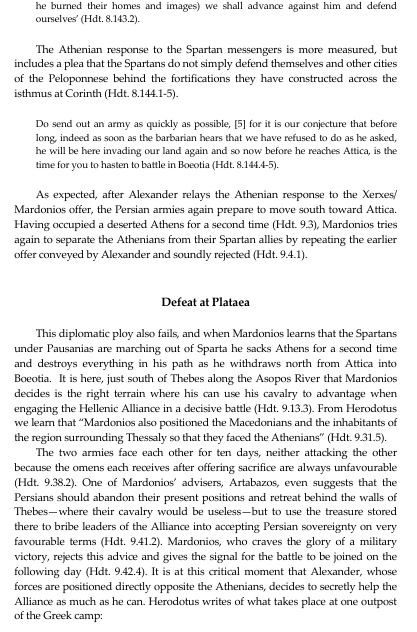 he burned their homes and images) we shall advance against him and defend
ourselves' (Hdt. 8.143.2).
The Athenian response to the Spartan messengers is more measured, but
includes a plea that the Spartans do not simply defend themselves and other cities
of the Peloponnese behind the fortifications they have constructed across the
isthmus at Corinth (Hdt. 8.144.1-5).
Do send out an army as quickly as possible, [5] for it is our conjecture that before
long, indeed as soon as the barbarian hears that we have refused to do as he asked,
he will be here invading our land again and so now before he reaches Attica, is the
time for you to hasten to battle in Boeotia (Hdt. 8.144.4-5).
As expected, after Alexander relays the Athenian response to the Xerxes/
Mardonios offer, the Persian armies again prepare to move south toward Attica.
Having occupied a deserted Athens for a second time (Hdt. 9.3), Mardonios tries
again to separate the Athenians from their Spartan allies by repeating the earlier
offer conveyed by Alexander and soundly rejected (Hdt. 9.4.1).
Defeat at Plataea
This diplomatic ploy also fails, and when Mardonios learns that the Spartans
under Pausanias are marching out of Sparta he sacks Athens for a second time
and destroys everything in his path as he withdraws north from Attica into
Boeotia. It is here, just south of Thebes along the Asopos River that Mardonios
decides is the right terrain where his can use his cavalry to advantage when
engaging the Hellenic Alliance in a decisive battle (Hdt. 9.13.3). From Herodotus
we learn that "Mardonios also positioned the Macedonians and the inhabitants of
the region surrounding Thessaly so that they faced the Athenians" (Hdt. 9.31.5).
The two armies face each other for ten days, neither attacking the other
because the omens each receives after offering sacrifice are always unfavourable
(Hdt. 9.38.2). One of Mardonios' advisers, Artabazos, even suggests that the
Persians should abandon their present positions and retreat behind the walls of
Thebes—where their cavalry would be useless—but to use the treasure stored
there to bribe leaders of the Alliance into accepting Persian sovereignty on very
favourable terms (Hdt. 9.41.2). Mardonios, who craves the glory of a military
victory, rejects this advice and gives the signal for the battle to be joined on the
following day (Hdt. 9.42.4). It is at this critical moment that Alexander, whose
forces are positioned directly opposite the Athenians, decides to secretly help the
Alliance as much as he can. Herodotus writes of what takes place at one outpost
of the Greek camp: